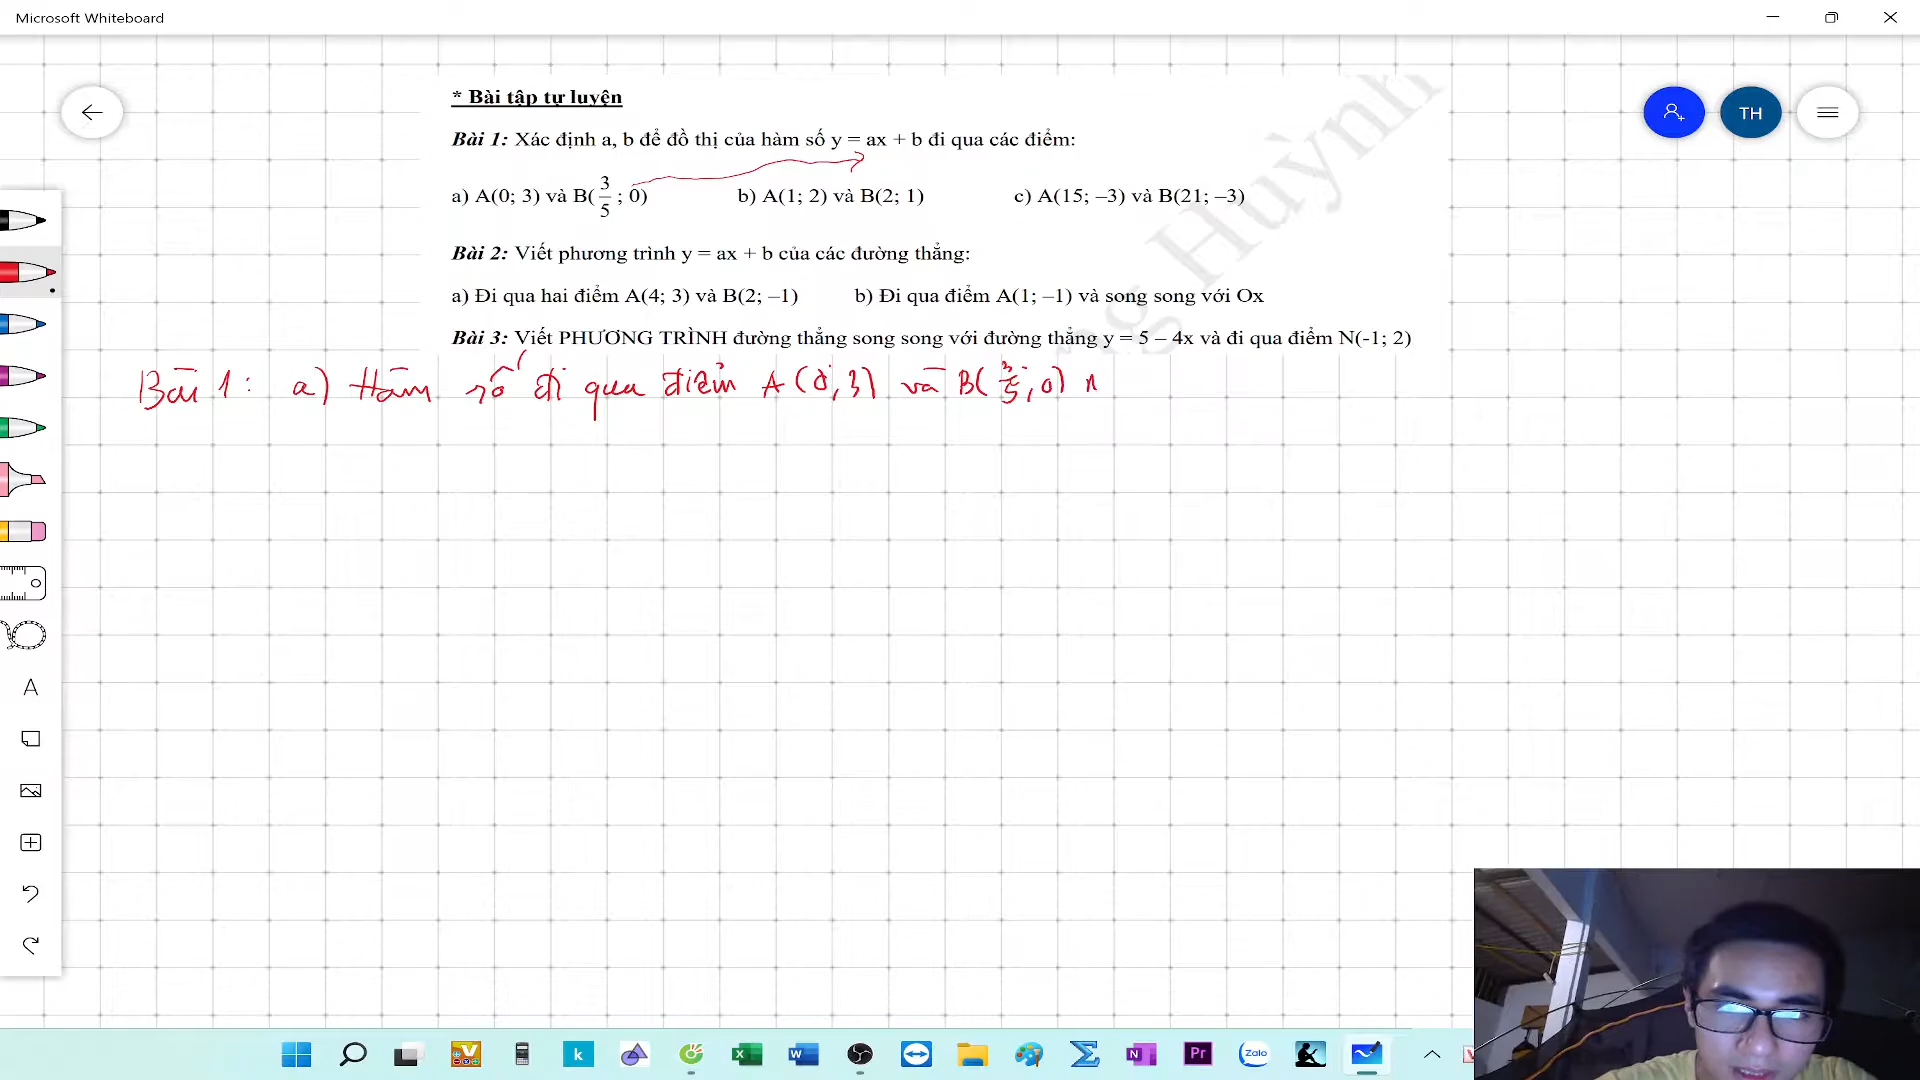 Microsoft Whiteboard
* Bài tập tự luyện
Bài 1: Xác định a, b để đồ thị của hàm số y = ax + b đi qua các điểm:
a) A(0; 3) và B(3/5; 0) b) A(1; 2) và B(2; 1) c) A(15; –3) và B(21; –3)
Bài 2: Viết phương trình y = ax + b của các đường thẳng:
a) Đi qua hai điểm A(4; 3) và B(2; –1) b) Đi qua điểm A(1; –1) và song song với Ox
Bài 3: Viết PHƯƠNG TRÌNH đường thẳng song song với đường thẳng y = 5 – 4x và đi qua điểm N(-1; 2)
Bài 1: a) Hàm số đi qua điểm A(0; 3) và B(3/5; 0) n
Huỳnh
TH
A
Zalo
Pr